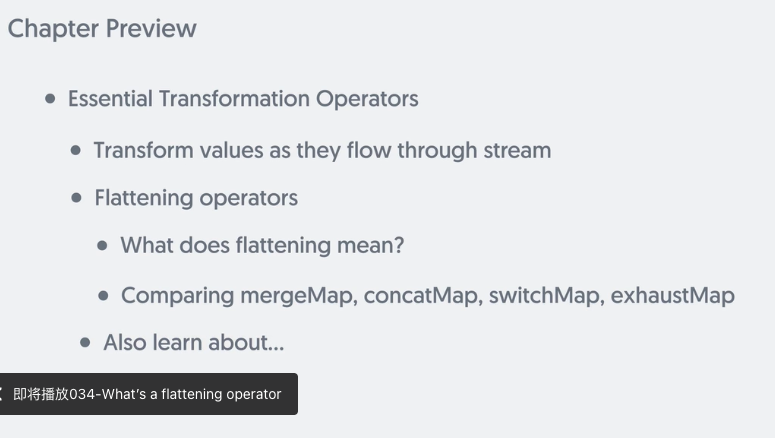 Chapter Preview
Essential Transformation Operators
Transform values as they flow through stream
Flattening operators
What does flattening mean?
Comparing mergeMap, concatMap, switchMap, exhaustMap
Also learn about...
即将播放034-What's a flattening operator